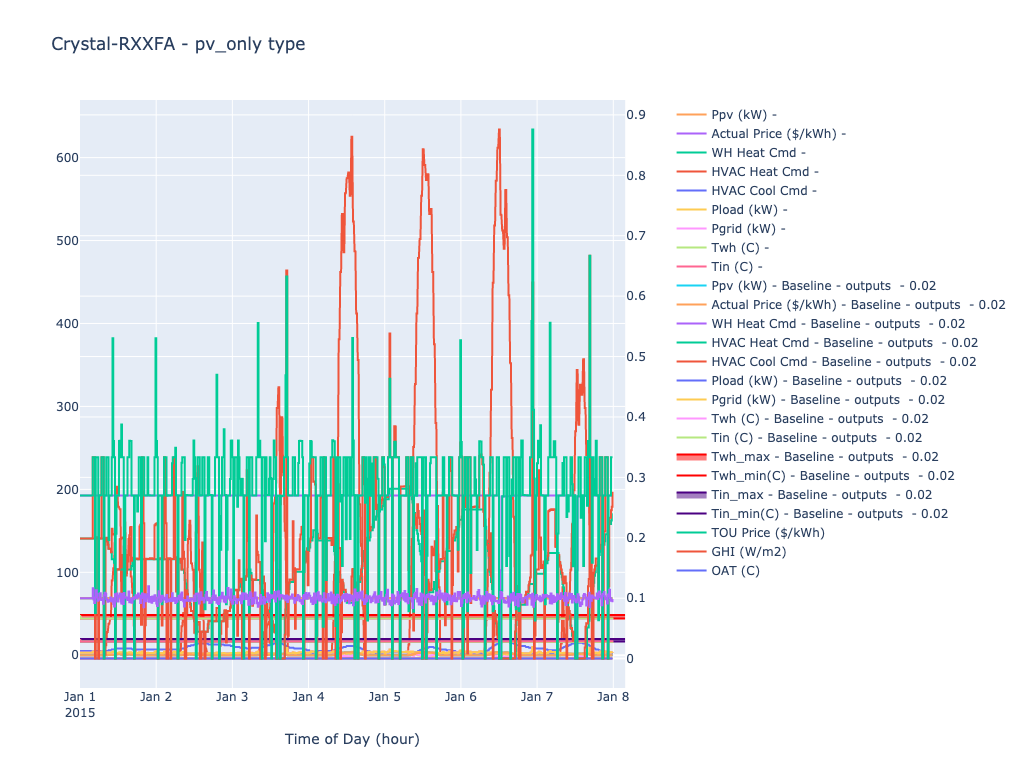 Crystal-RXXFA - pv_only type
600
500
400
300
200
100
0
0.9
0.8
0.7
0.6
0.5
0.4
0.3
0.2
0.1
0
Jan 1
2015
Jan 2
Jan 3
Jan 4
Jan 5
Jan 6
Jan 7
Jan 8
Time of Day (hour)
Ppv (kW) -
Actual Price ($/kWh) -
WH Heat Cmd -
HVAC Heat Cmd -
HVAC Cool Cmd -
Pload (kW) -
Pgrid (kW) -
Twh (C) -
Tin (C) -
Ppv (kW) - Baseline - outputs  - 0.02
Actual Price ($/kWh) - Baseline - outputs  - 0.02
WH Heat Cmd - Baseline - outputs  - 0.02
HVAC Heat Cmd - Baseline - outputs  - 0.02
HVAC Cool Cmd - Baseline - outputs  - 0.02
Pload (kW) - Baseline - outputs  - 0.02
Pgrid (kW) - Baseline - outputs  - 0.02
Twh (C) - Baseline - outputs  - 0.02
Tin (C) - Baseline - outputs  - 0.02
Twh_max - Baseline - outputs  - 0.02
Twh_min(C) - Baseline - outputs  - 0.02
Tin_max - Baseline - outputs  - 0.02
Tin_min(C) - Baseline - outputs  - 0.02
TOU Price ($/kWh)
GHI (W/m2)
OAT (C)